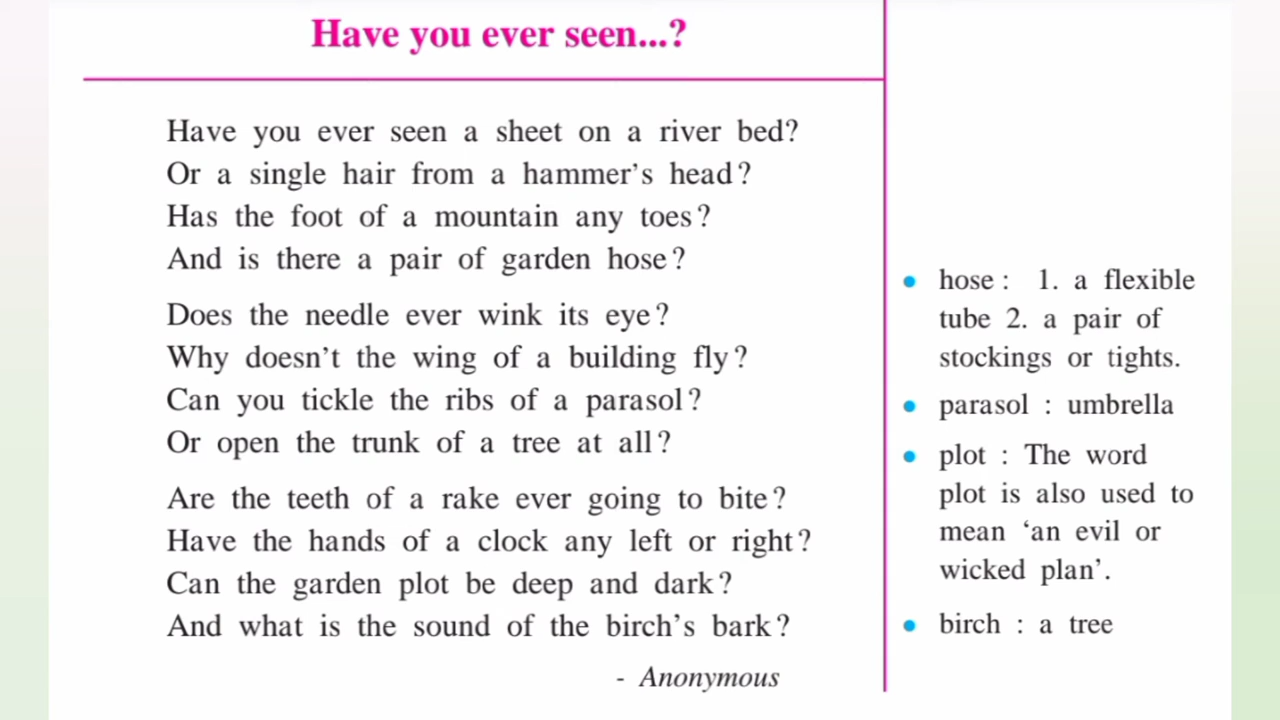 Have you ever seen...?
Have you ever seen a sheet on a river bed?
Or a single hair from a hammer's head?
Has the foot of a mountain any toes?
And is there a pair of garden hose?
Does the needle ever wink its eye?
Why doesn't the wing of a building fly?
Can you tickle the ribs of a parasol?
Or open the trunk of a tree at all?
Are the teeth of a rake ever going to bite?
Have the hands of a clock any left or right?
Can the garden plot be deep and dark?
And what is the sound of the birch's bark?
- Anonymous
• hose : 1. a flexible
tube 2. a pair of
stockings or tights.
• parasol : umbrella
• plot : The word
plot is also used to
mean ‘an evil or
wicked plan’.
• birch : a tree